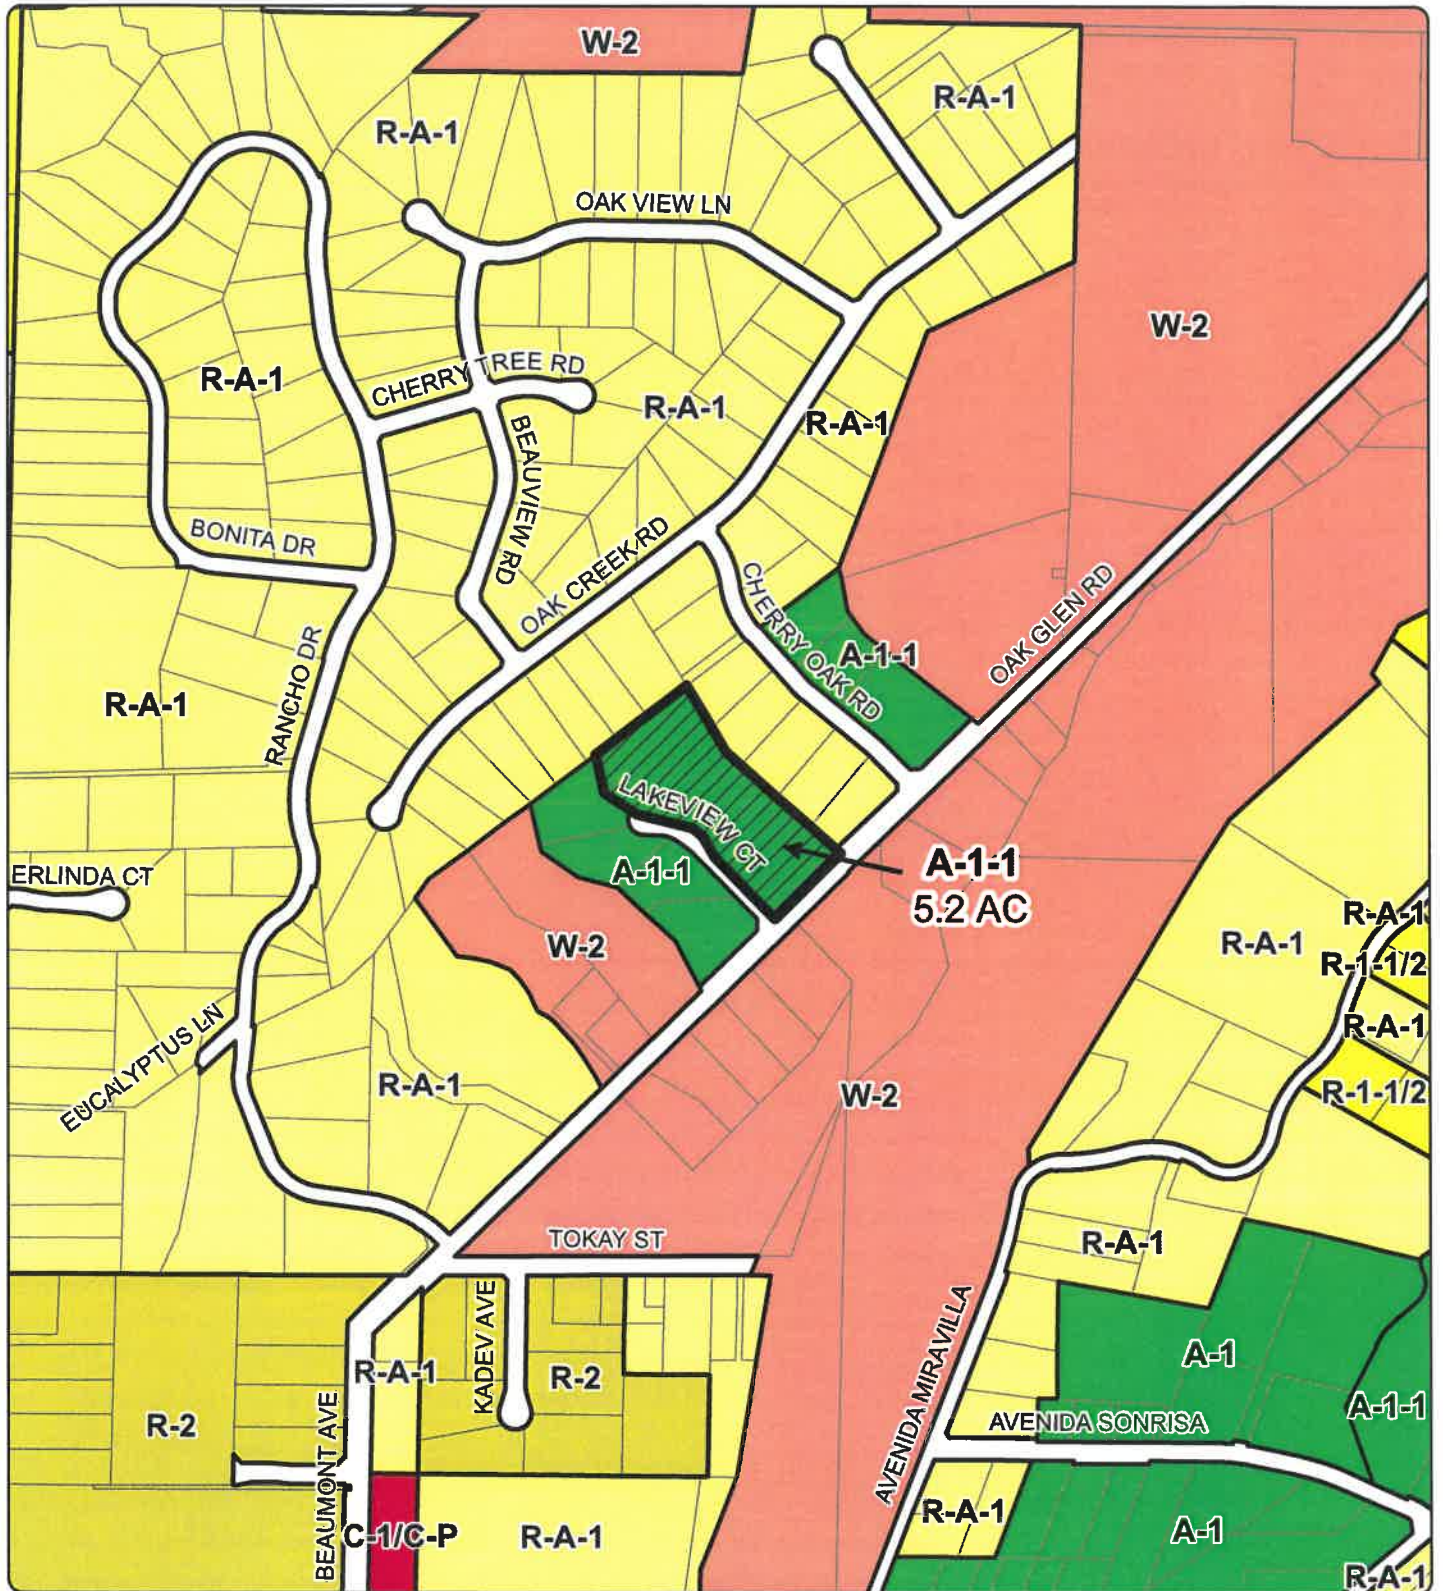 W-2
R-A-1
R-A-1
OAK VIEW LN
W-2
R-A-1
CHERRY TREE RD
R-A-1
R-A-1
BEAUVIEW RD
BONITA DR
OAK CREEK RD
CHERRY OAK RD
OAK GLEN RD
A-1-1
RANCHO DR
R-A-1
LAKEVIEW CT
A-1-1
A-1-1
5.2 AC
ERLINDA CT
W-2
R-A-1
R-A-1
R-1-1/2
R-A-1
R-1-1/2
EUCALYPTUS LN
R-A-1
W-2
TOKAY ST
R-A-1
KADEV AVE
R-A-1
R-2
R-2
BEAUMONT AVE
AVENIDA MIRAVILLA
A-1
A-1-1
AVENIDA SONRISA
C-1/C-P
R-A-1
R-A-1
A-1
R-A-1